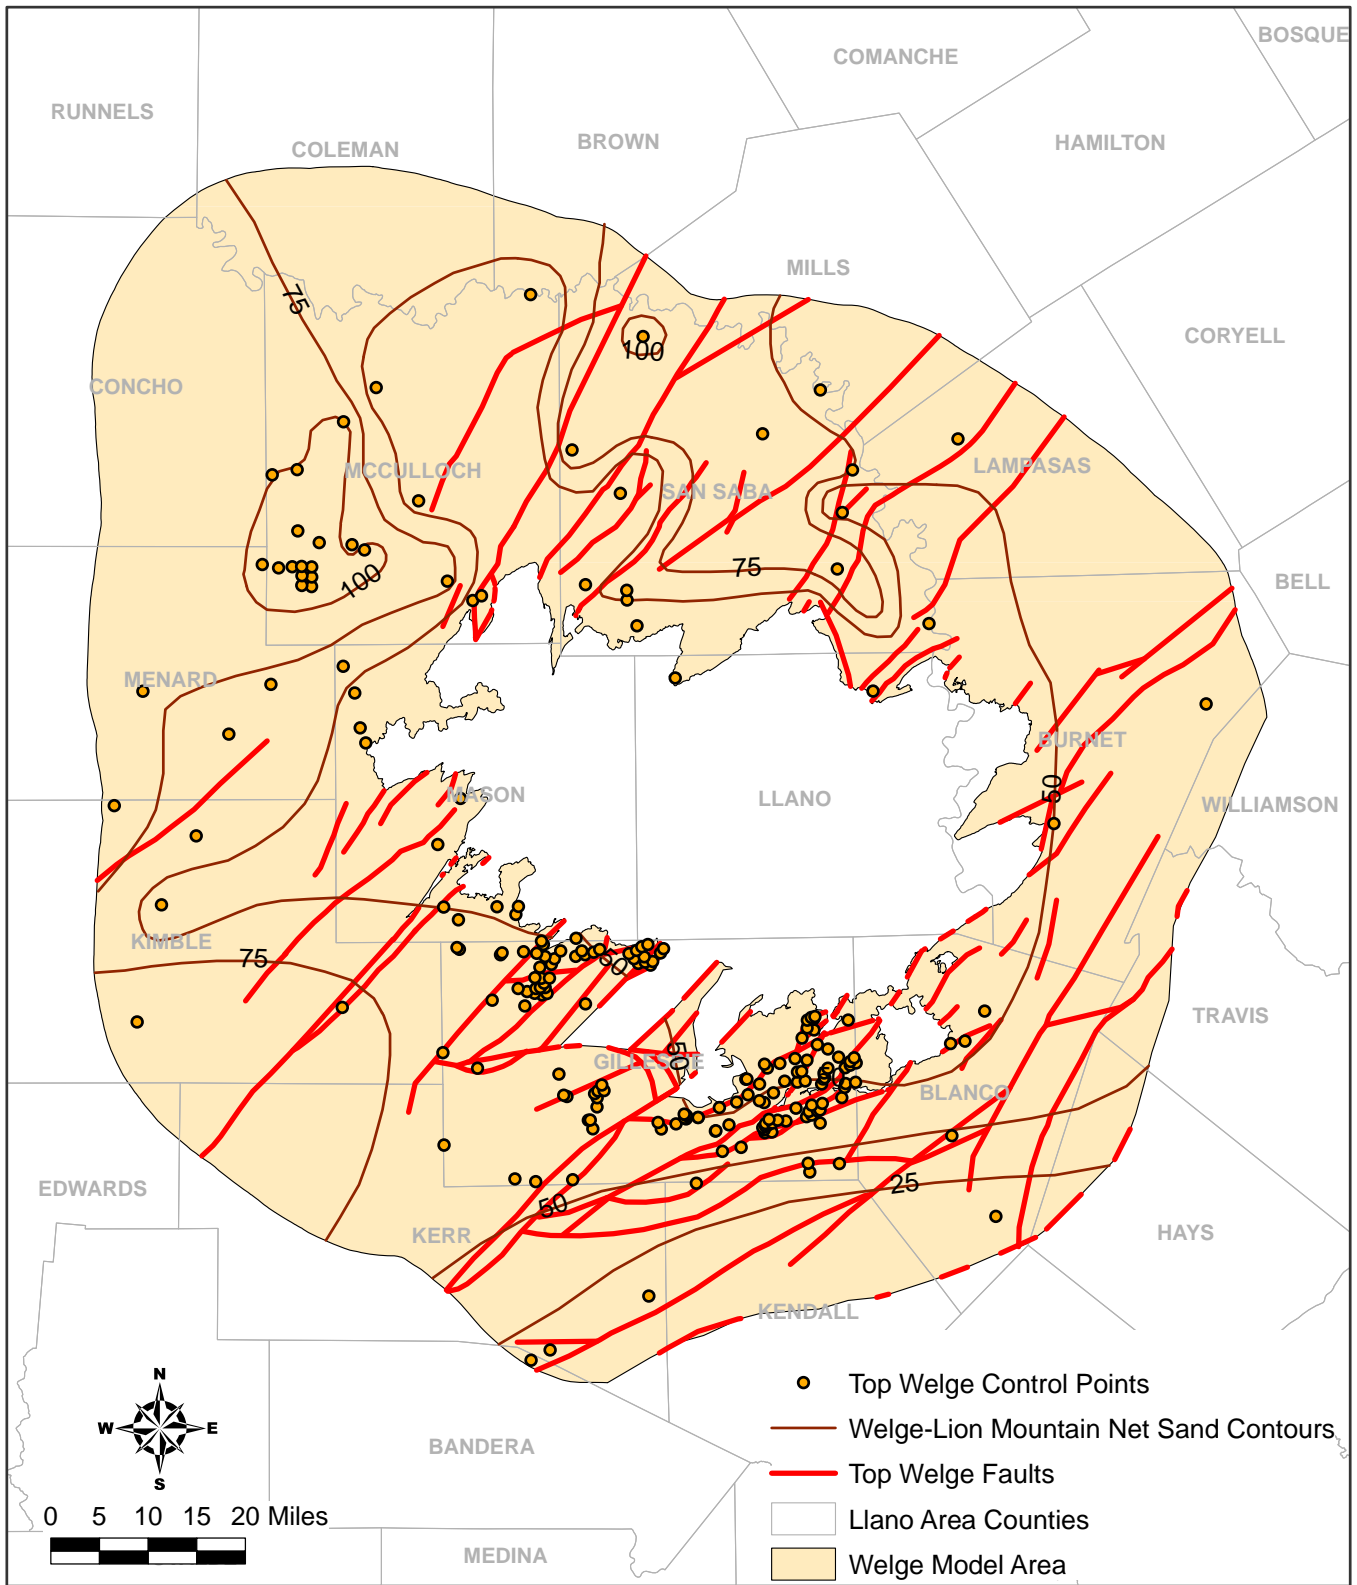 BOSQUE
COMANCHE
RUNNELS
BROWN
HAMILTON
COLEMAN
MILLS
75
CORYELL
100
CONCHO
MCCULLOCH
LAMPASAS
SAN SABA
75
100
BELL
MENARD
BURNET
50
MASON
LLANO
WILLIAMSON
KIMBLE
75
50
TRAVIS
50
GILLESPIE
50
BLANCO
25
EDWARDS
50
KERR
HAYS
KENDALL
N
W E
S
Top Welge Control Points
Welge-Lion Mountain Net Sand Contours
Top Welge Faults
Llano Area Counties
Welge Model Area
BANDERA
0 5 10 15 20 Miles
MEDINA